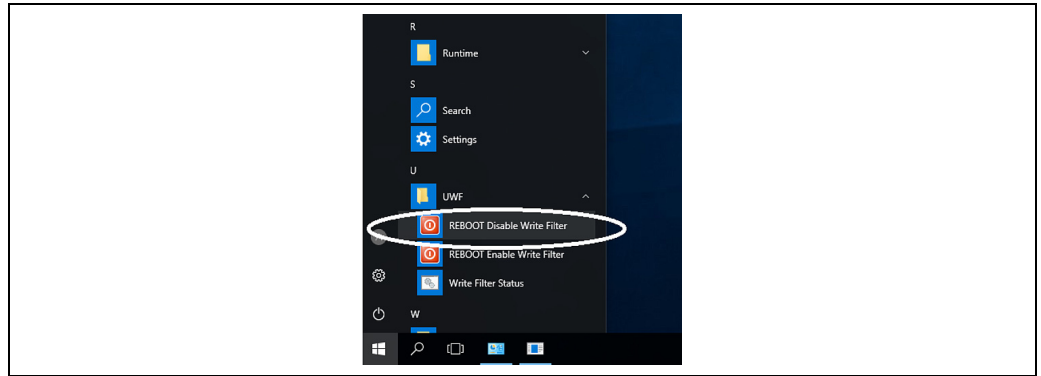 R
Runtime
S
Search
Settings
U
UWF
REBOOT Disable Write Filter
REBOOT Enable Write Filter
Write Filter Status
W